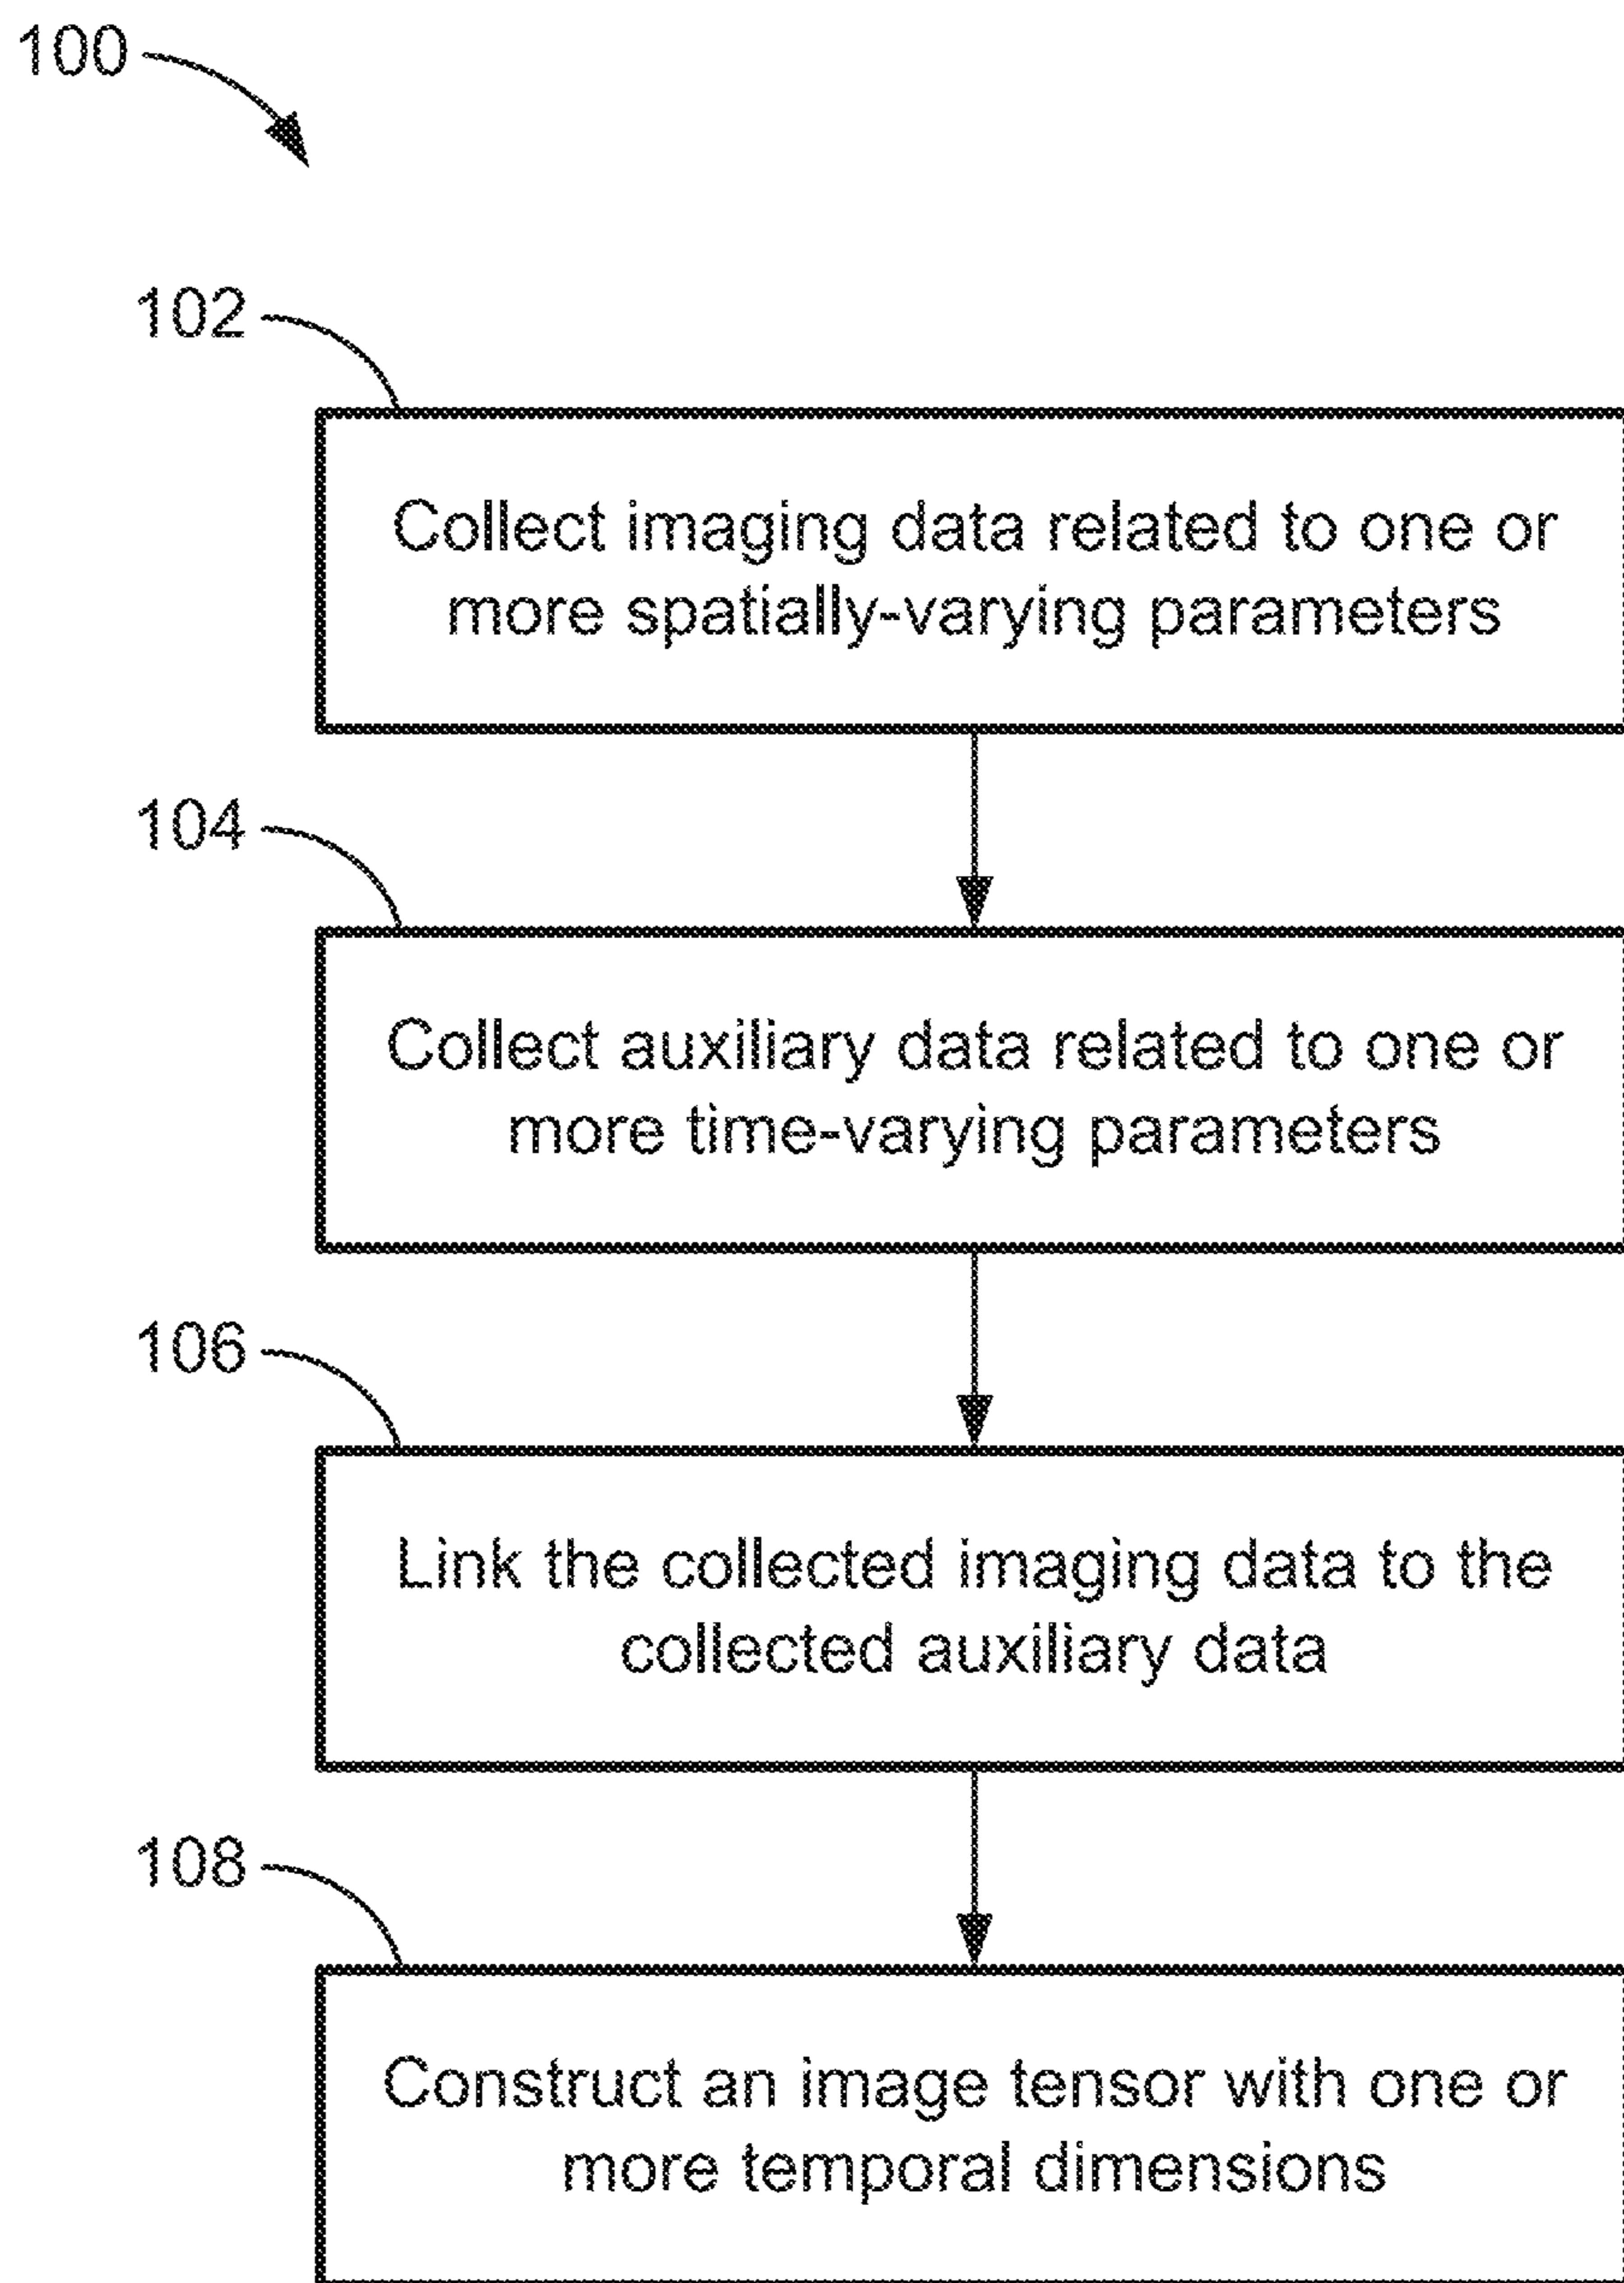 100
102
Collect imaging data related to one or
more spatially-varying parameters
104
Collect auxiliary data related to one or
more time-varying parameters
106
Link the collected imaging data to the
collected auxiliary data
108
Construct an image tensor with one or
more temporal dimensions